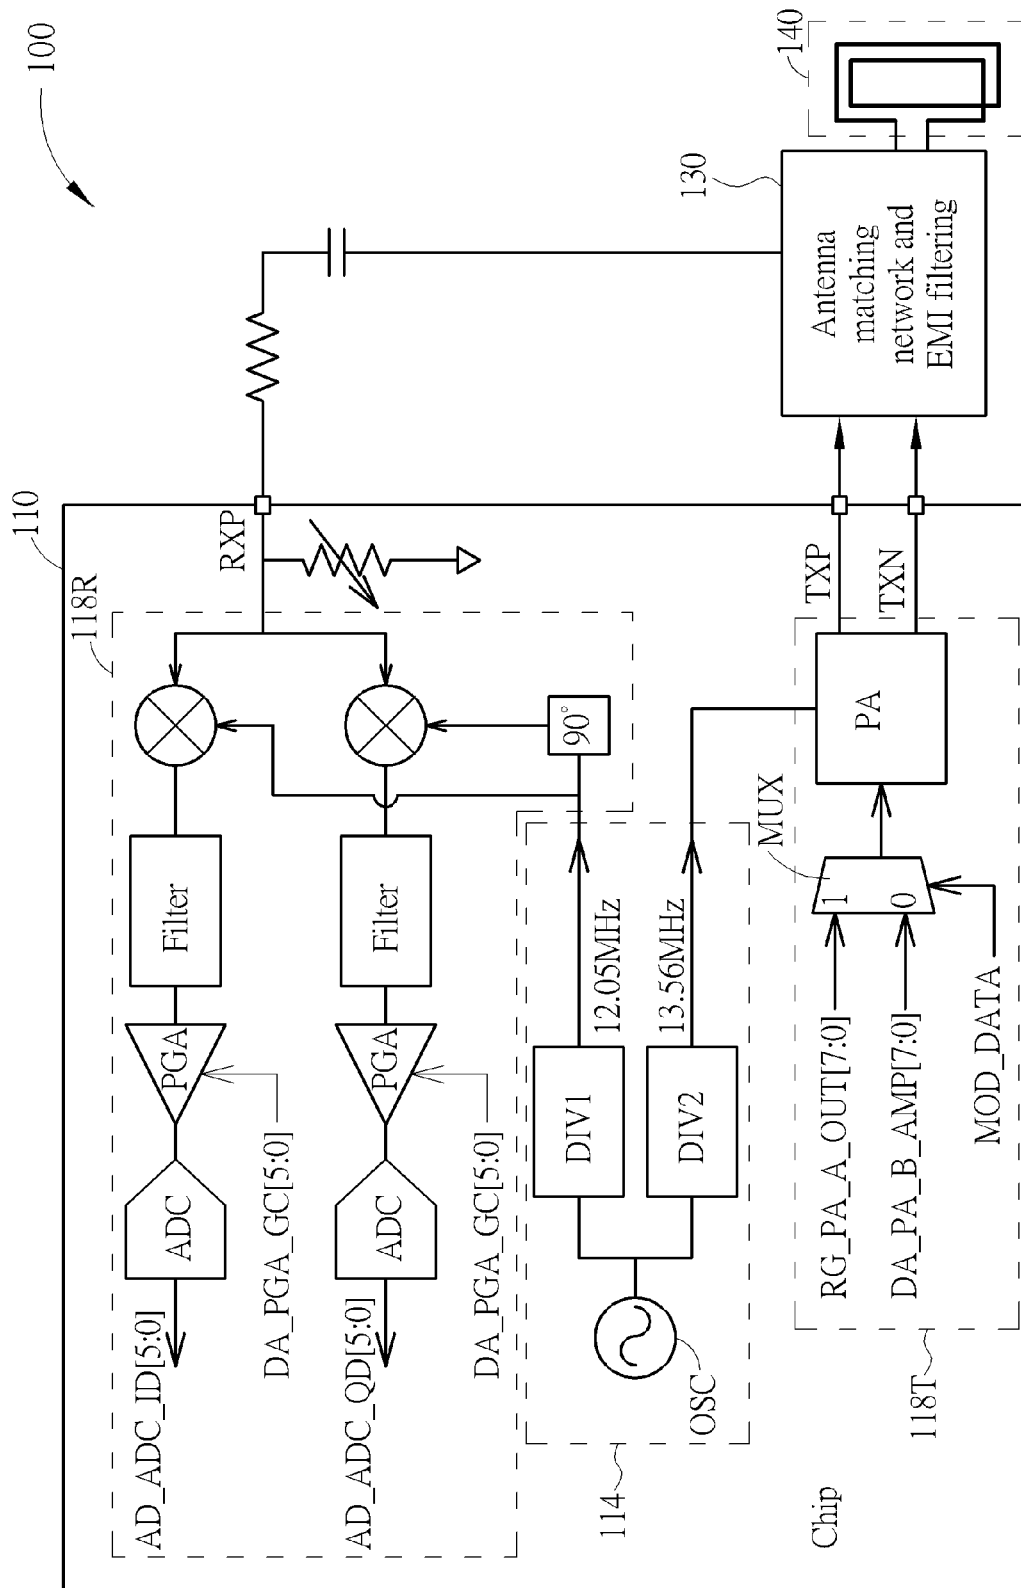 100
110
118R
RXP
AD_ADC_ID[5:0]
ADC
PGA
Filter
DA_PGA_GC[5:0]
AD_ADC_QD[5:0]
ADC
PGA
Filter
DA_PGA_GC[5:0]
90°
114
OSC
DIV1
12.05MHz
DIV2
13.56MHz
Chip
118T
RG_PA_A_OUT[7:0]
DA_PA_B_AMP[7:0]
MOD_DATA
MUX
1
0
PA
TXP
TXN
130
Antenna
matching
network and
EMI filtering
140